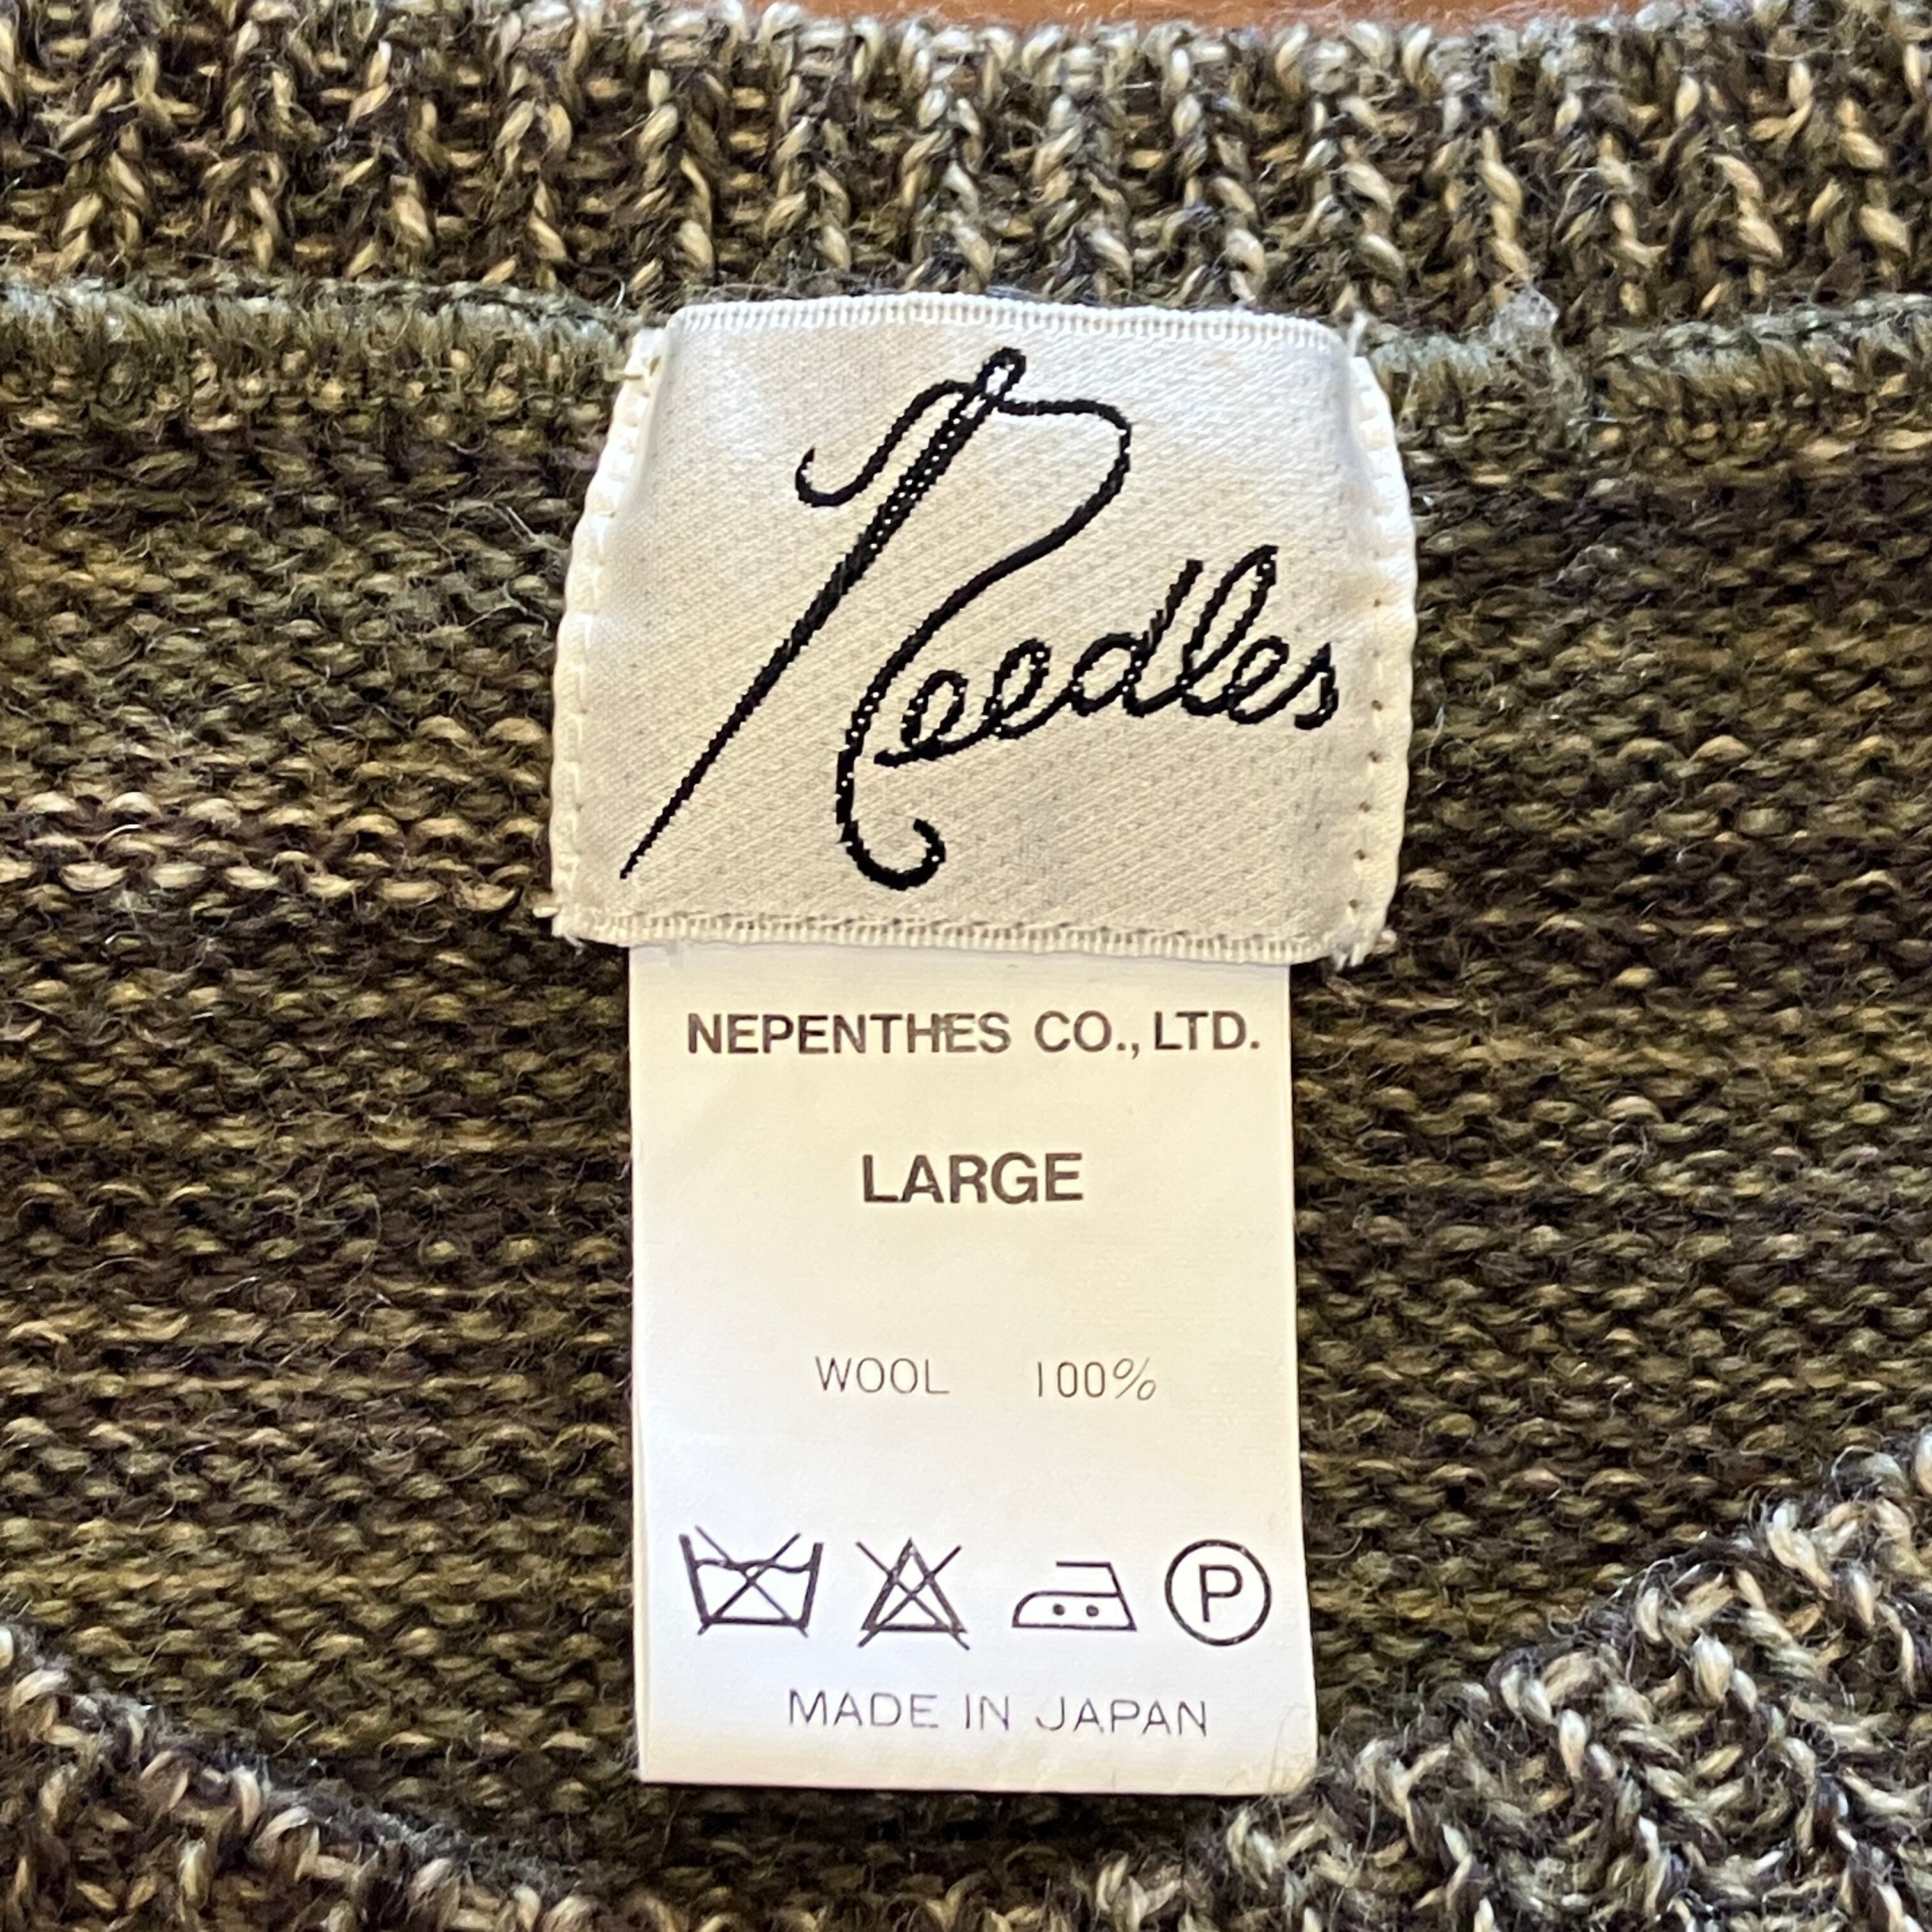 Needles
NEPENTHES CO., LTD.
LARGE
WOOL 100%
P
MADE IN JAPAN